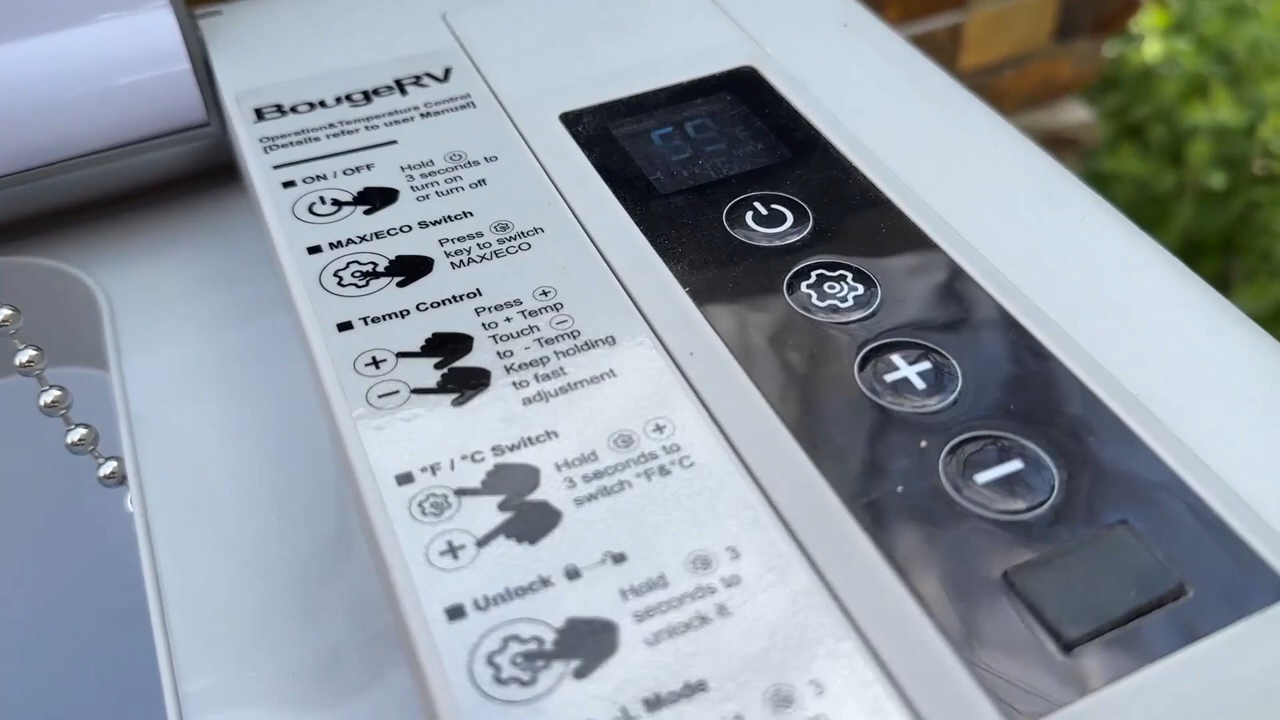 BougeRV
Operation&Temperature Control
[Details refer to user Manual]
ON / OFF
Hold
3 seconds to
turn on
or turn off
MAX/ECO Switch
Press
key to switch
MAX/ECO
Temp Control
Press
to + Temp
Touch
to - Temp
Keep holding
to fast
adjustment
°F / °C Switch
Hold
3 seconds to
switch °F&°C
Unlock
Hold 3
seconds to
unlock it
Mode
3